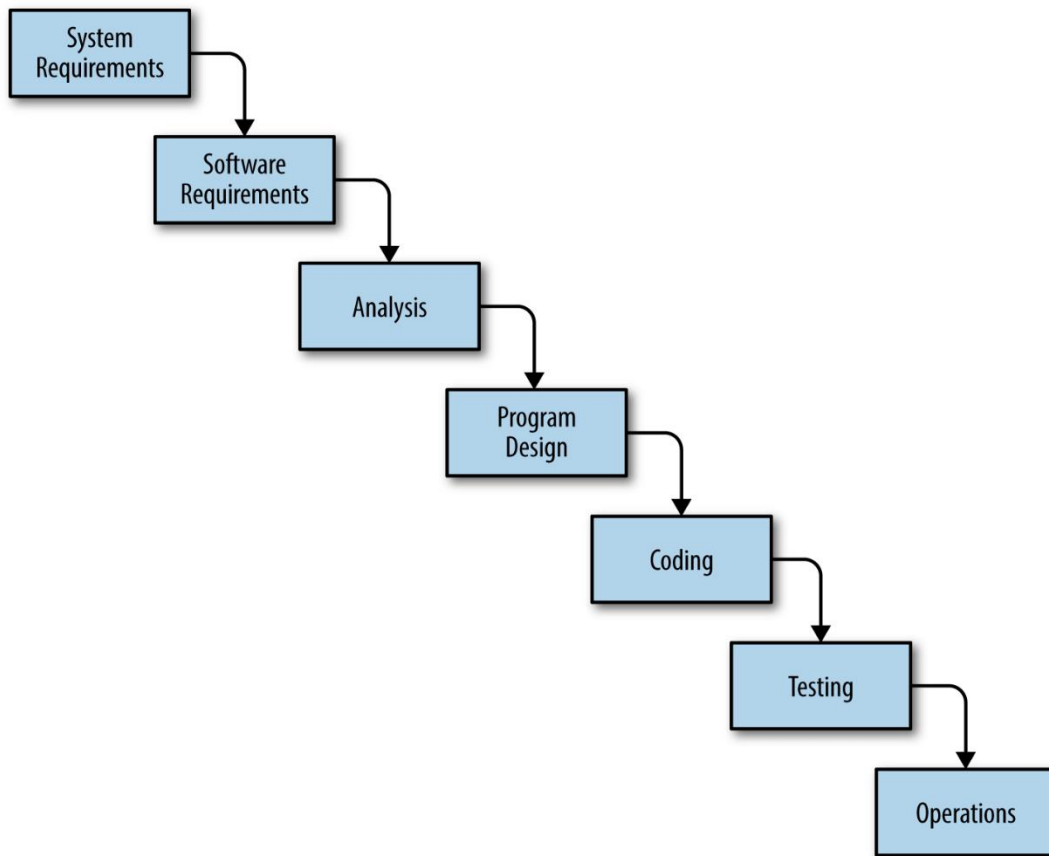 System
Requirements
Software
Requirements
Analysis
Program
Design
Coding
Testing
Operations